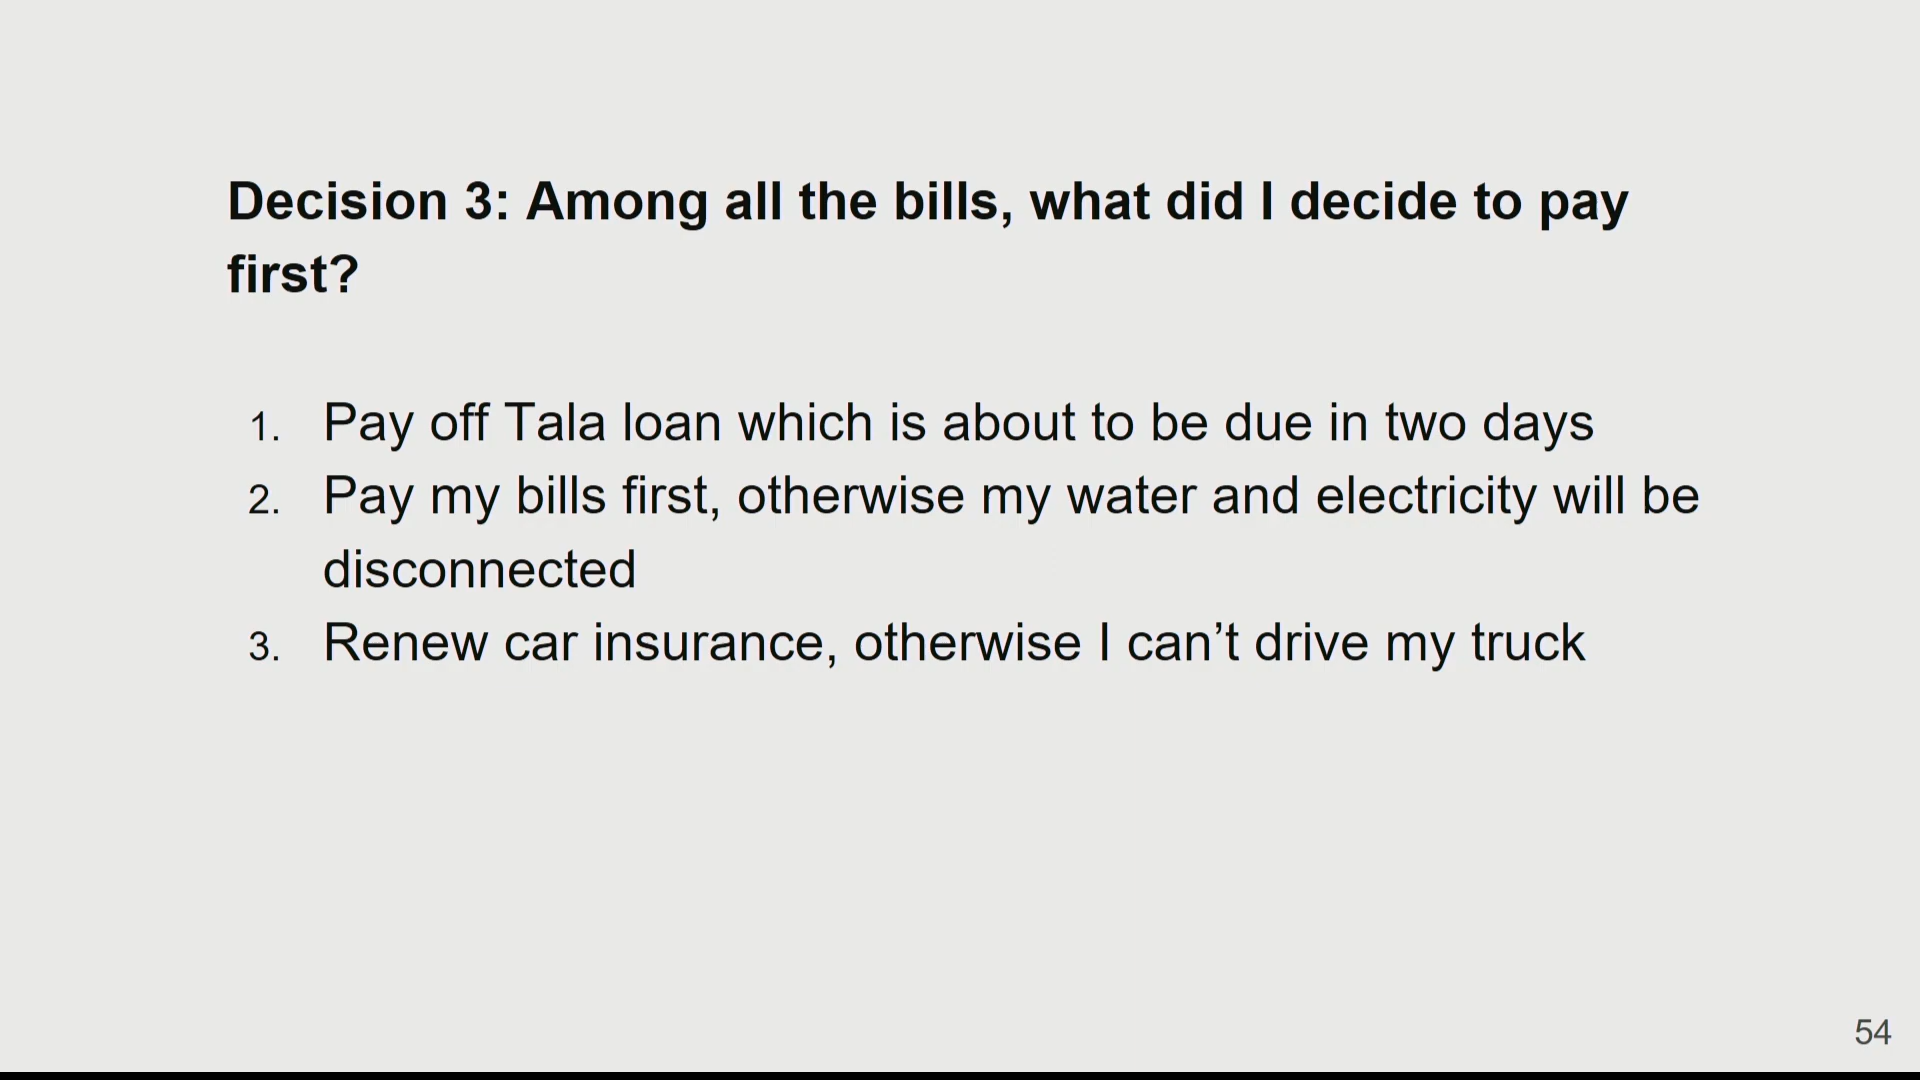 Decision 3: Among all the bills, what did I decide to pay
first?
1. Pay off Tala loan which is about to be due in two days
2. Pay my bills first, otherwise my water and electricity will be
disconnected
3. Renew car insurance, otherwise I can’t drive my truck
54